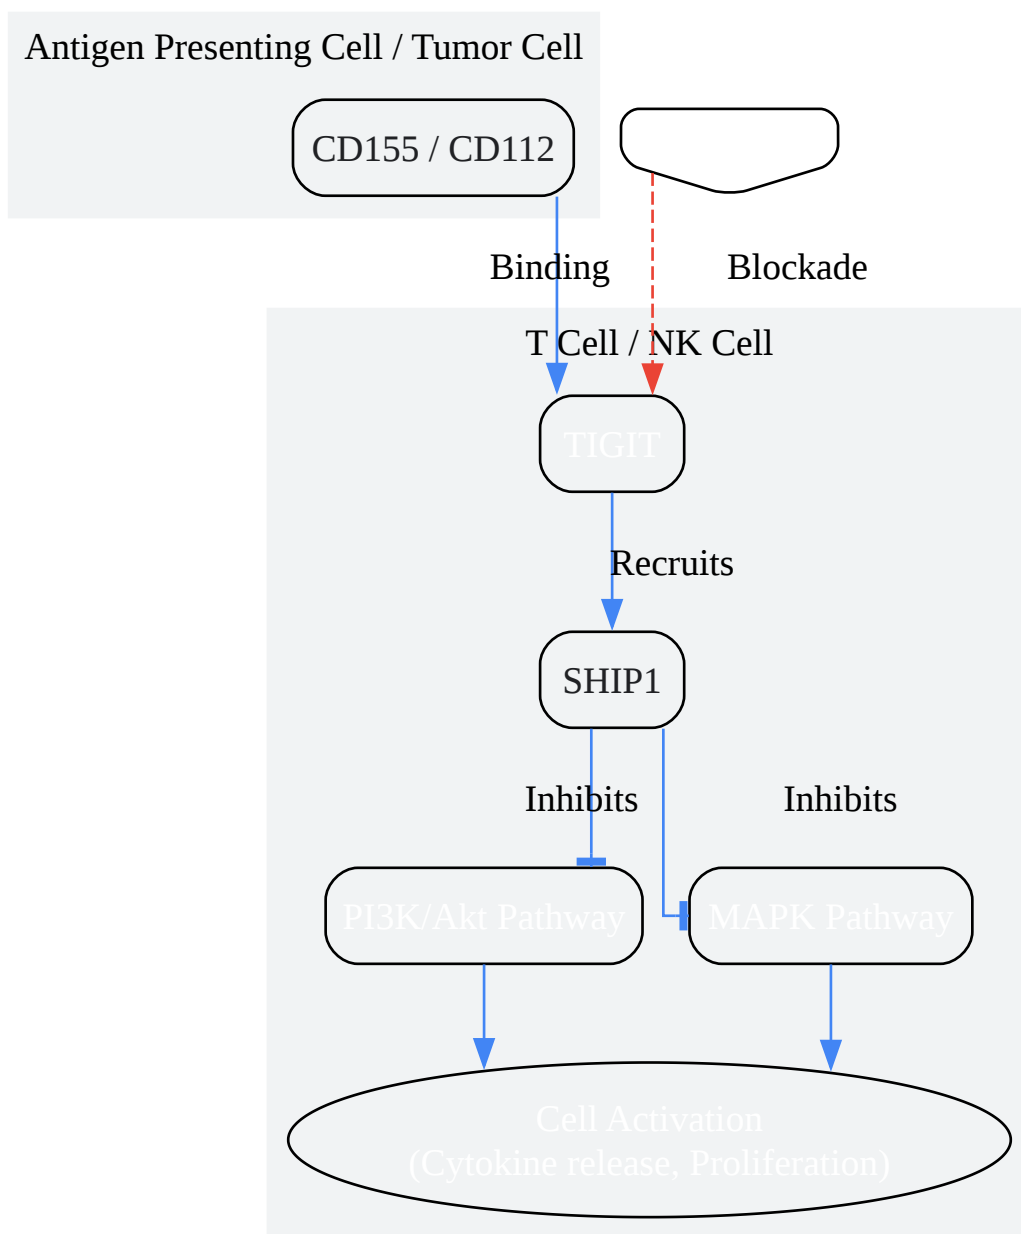 Antigen Presenting Cell / Tumor Cell
CD155 / CD112
Binding
Blockade
T Cell / NK Cell
TIGIT
Recruits
SHIP1
Inhibits
Inhibits
PI3K/Akt Pathway
MAPK Pathway
Cell Activation
(Cytokine release, Proliferation)